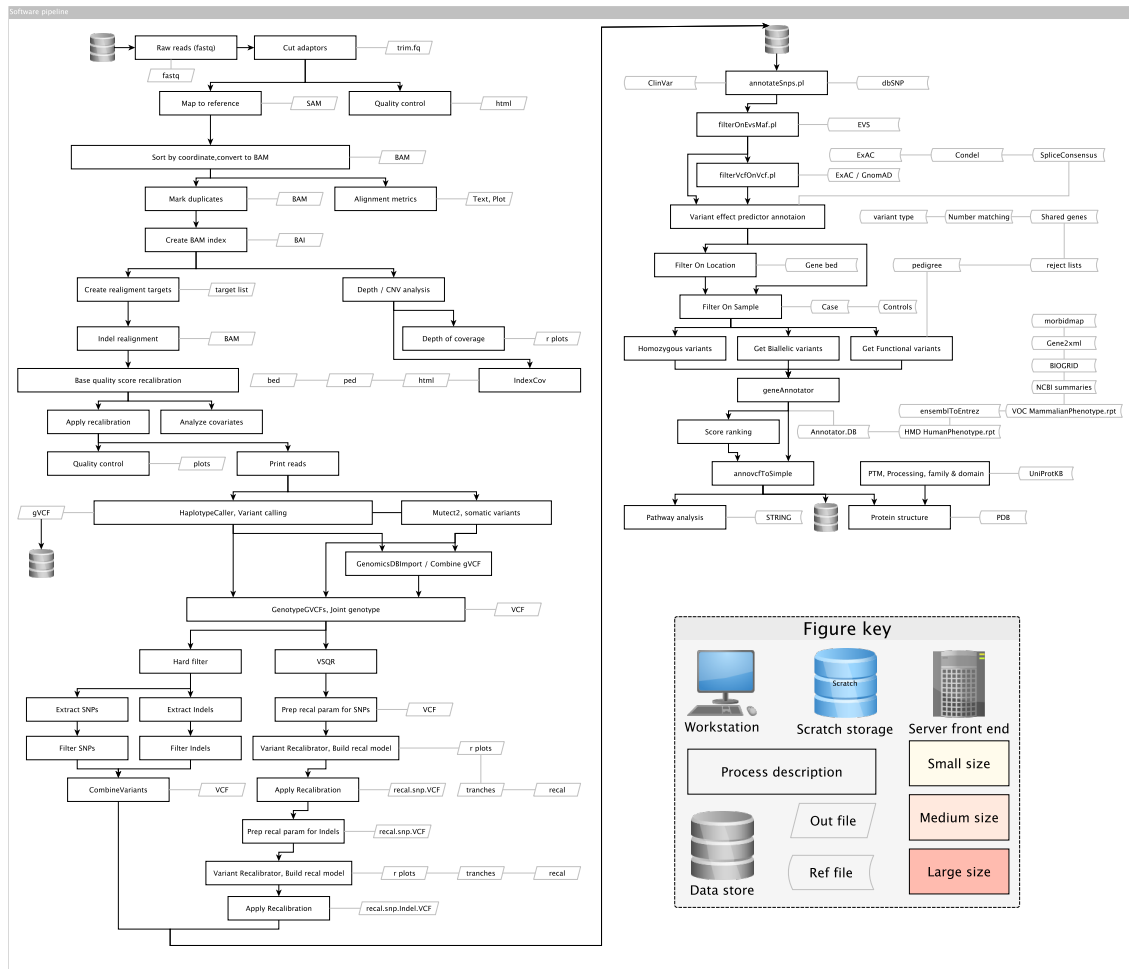 Software pipeline
Raw reads (fastq)
Cut adaptors
trim.fq
fastq
Map to reference
SAM
Quality control
html
Sort by coordinate,convert to BAM
BAM
Mark duplicates
BAM
Alignment metrics
Text, Plot
Create BAM index
BAI
Create realigment targets
target list
Depth / CNV analysis
Indel realignment
BAM
Depth of coverage
r plots
Base quality score recalibration
bed
ped
html
IndexCov
Apply recalibration
Analyze covariates
Quality control
plots
Print reads
gVCF
HaplotypeCaller, Variant calling
Mutect2, somatic variants
GenomicsDBImport / Combine gVCF
GenotypeGVCFs, Joint genotype
VCF
Hard filter
VSQR
Extract SNPs
Extract Indels
Prep recal param for SNPs
VCF
Filter SNPs
Filter Indels
Variant Recalibrator, Build recal model
r plots
CombineVariants
VCF
Apply Recalibration
recal.snp.VCF
tranches
recal
Prep recal param for Indels
recal.snp.VCF
Variant Recalibrator, Build recal model
r plots
tranches
recal
Apply Recalibration
recal.snp.Indel.VCF
ClinVar
annotateSnps.pl
dbSNP
filterOnEvsMaf.pl
EVS
ExAC
Condel
SpliceConsensus
filterVcfOnVcf.pl
ExAC / GnomAD
Variant effect predictor annotaion
variant type
Number matching
Shared genes
Filter On Location
Gene bed
pedigree
reject lists
Filter On Sample
Case
Controls
morbidmap
Homozygous variants
Get Biallelic variants
Get Functional variants
Gene2xml
BIOGRID
geneAnnotator
NCBI summaries
ensemblToEntrez
VOC MammalianPhenotype.rpt
Score ranking
Annotator.DB
HMD HumanPhenotype.rpt
annovcfToSimple
PTM, Processing, family & domain
UniProtKB
Pathway analysis
STRING
Protein structure
PDB
Figure key
Scratch
Workstation
Scratch storage
Server front end
Process description
Small size
Out file
Medium size
Data store
Ref file
Large size